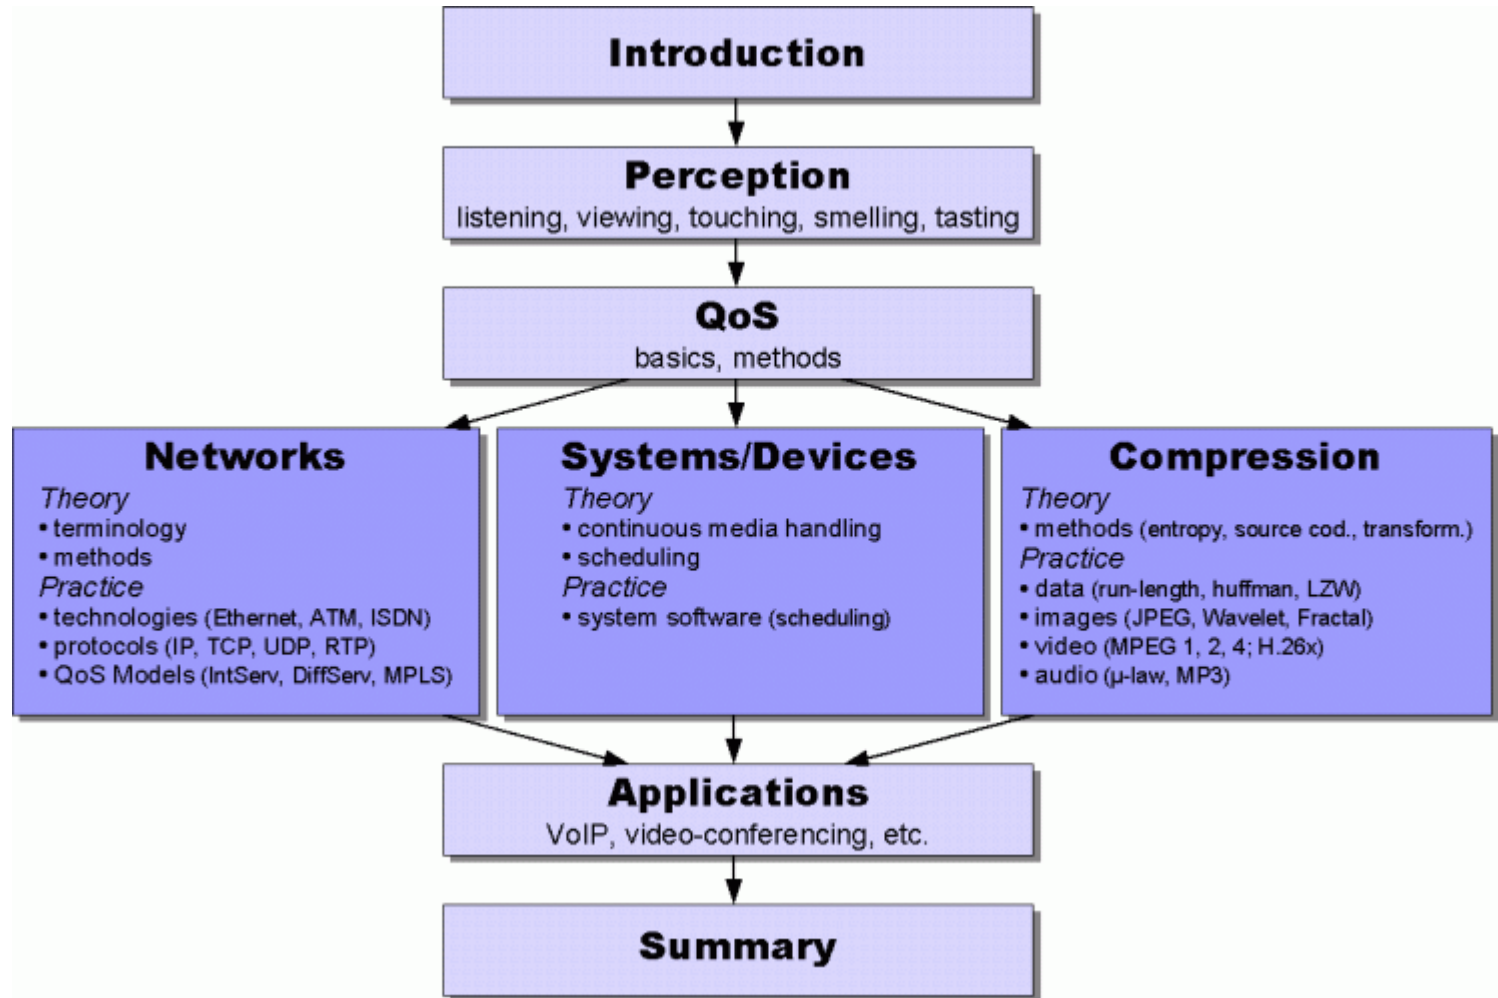 Introduction
Perception
listening, viewing, touching, smelling, tasting
QoS
basics, methods
Networks
Theory
• terminology
• methods
Practice
• technologies (Ethernet, ATM, ISDN)
• protocols (IP, TCP, UDP, RTP)
• QoS Models (IntServ, DiffServ, MPLS)
Systems/Devices
Theory
• continuous media handling
• scheduling
Practice
• system software (scheduling)
Compression
Theory
• methods (entropy, source cod., transform.)
Practice
• data (run-length, huffman, LZW)
• images (JPEG, Wavelet, Fractal)
• video (MPEG 1, 2, 4; H.26x)
• audio (µ-law, MP3)
Applications
VoIP, video-conferencing, etc.
Summary